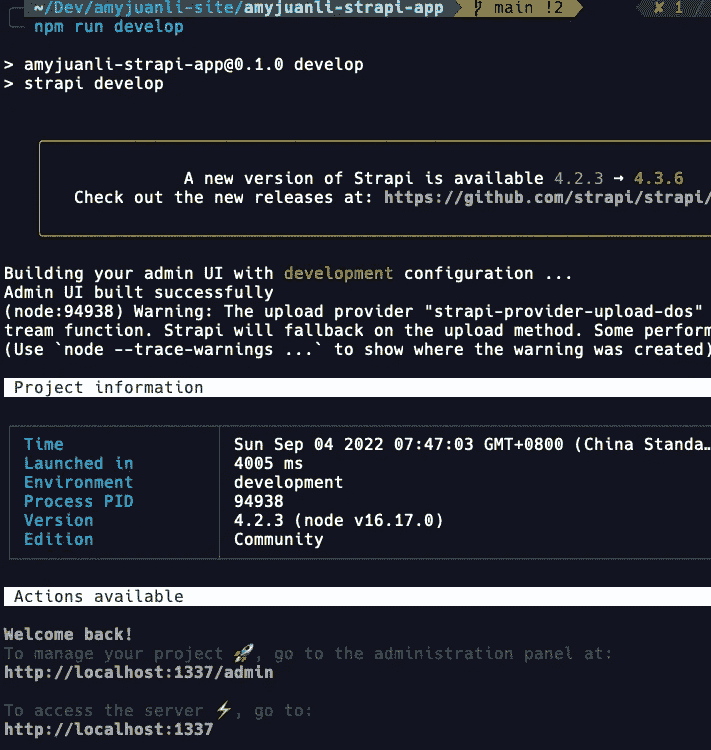 ~/Dev/amyjuanli-site/amyjuanli-strapi-app main !2 ✘ 1
npm run develop
> amyjuanli-strapi-app@0.1.0 develop
> strapi develop
A new version of Strapi is available 4.2.3 → 4.3.6
Check out the new releases at: https://github.com/strapi/strapi/
Building your admin UI with development configuration ...
Admin UI built successfully
(node:94938) Warning: The upload provider "strapi-provider-upload-dos"
tream function. Strapi will fallback on the upload method. Some perform
(Use `node --trace-warnings ...` to show where the warning was created)
Project information
Time Sun Sep 04 2022 07:47:03 GMT+0800 (China Standa…
Launched in 4005 ms
Environment development
Process PID 94938
Version 4.2.3 (node v16.17.0)
Edition Community
Actions available
Welcome back!
To manage your project 🚀, go to the administration panel at:
http://localhost:1337/admin
To access the server ⚡, go to:
http://localhost:1337